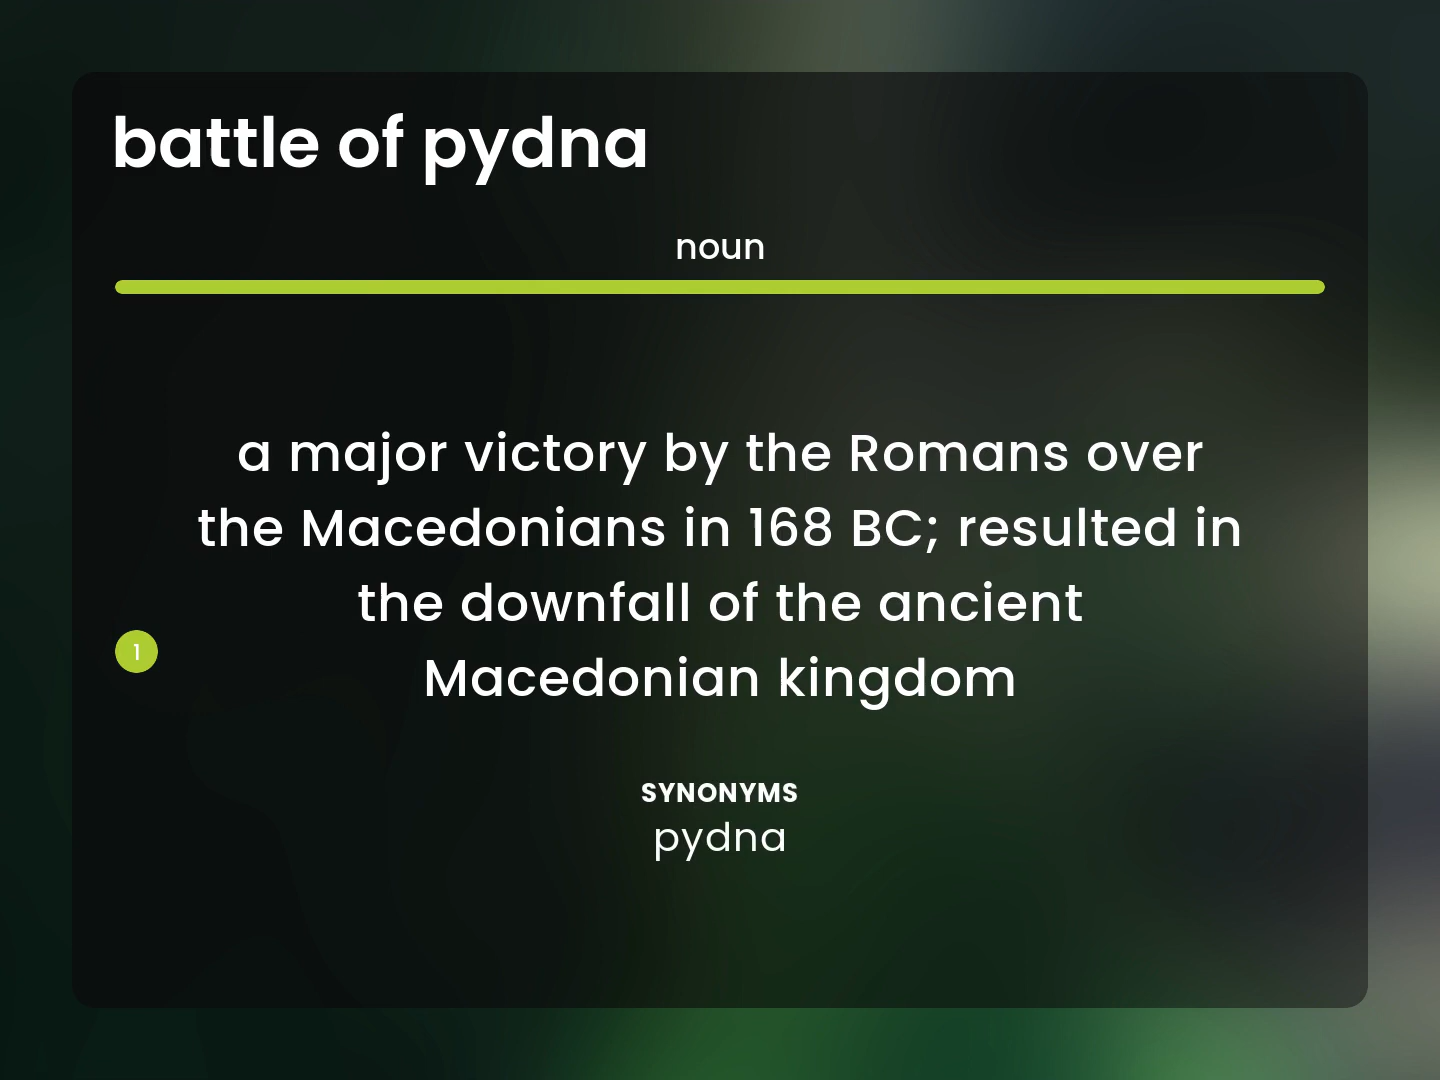 battle of pydna
noun
a major victory by the Romans over
the Macedonians in 168 BC; resulted in
the downfall of the ancient
1
Macedonian kingdom
SYNONYMS
pydna